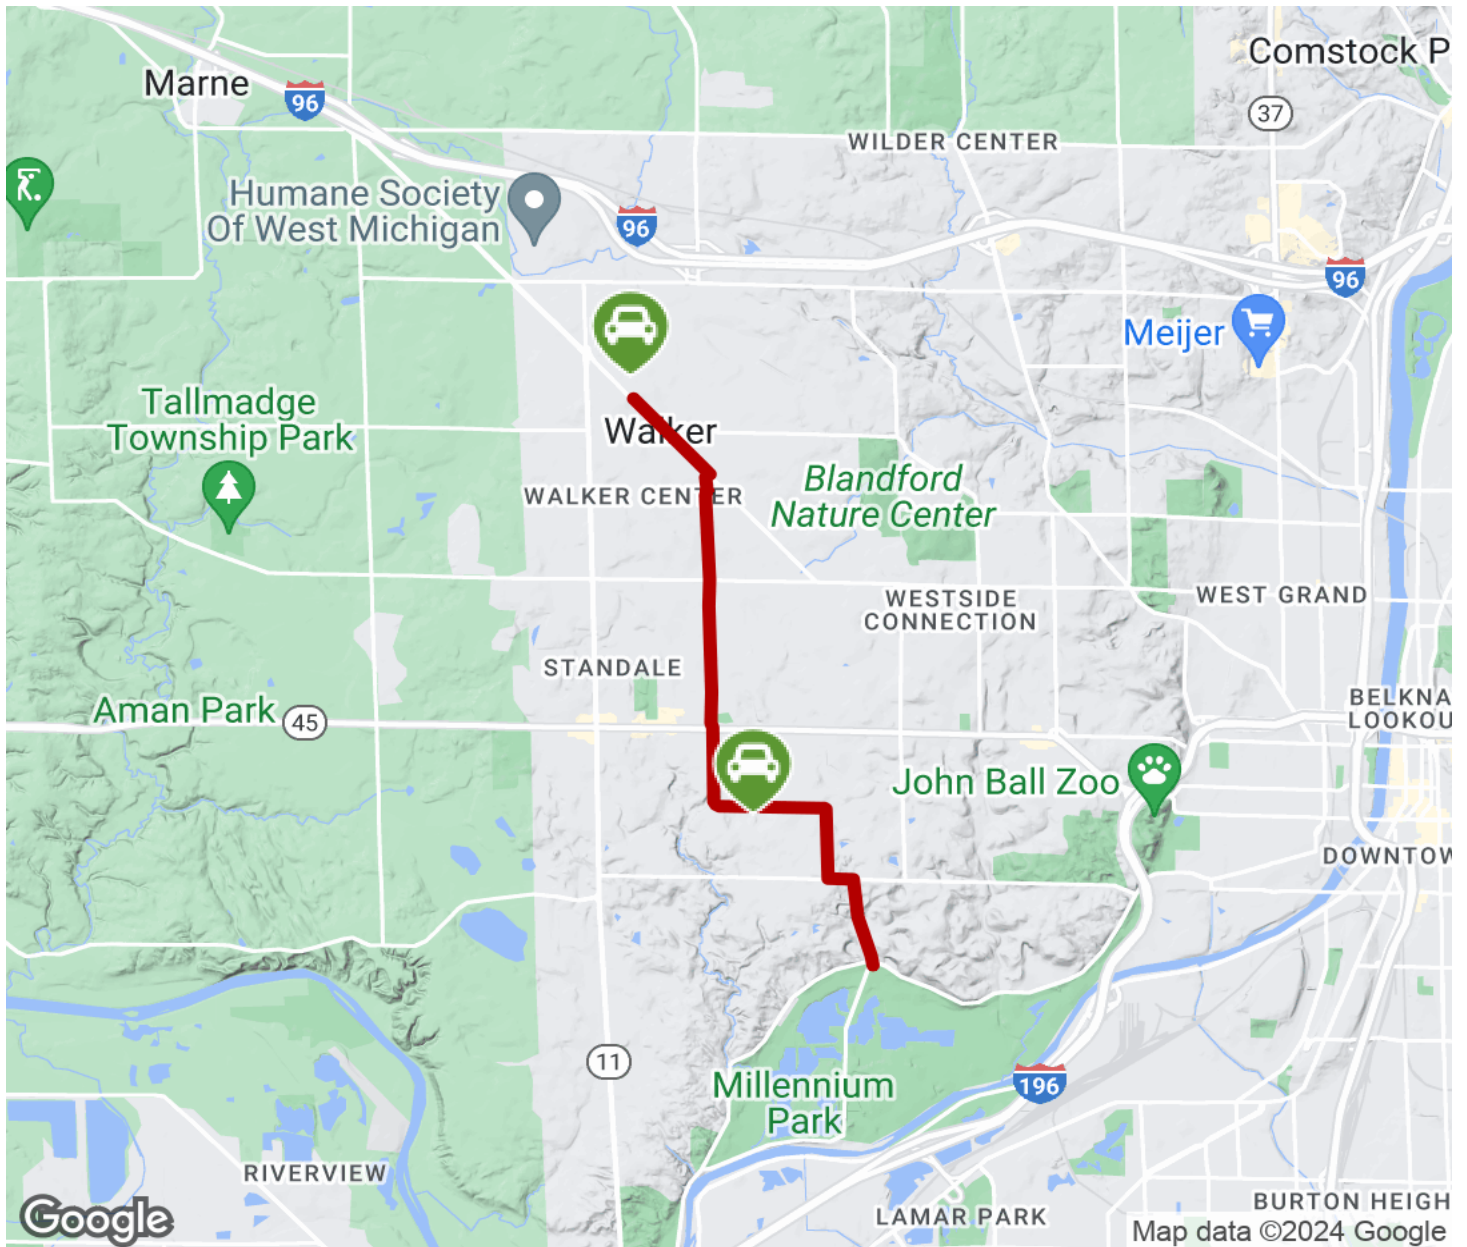 Comstock P
Marne
96
37
WILDER CENTER
Humane Society
Of West Michigan
96
96
Meijer
Tallmadge
Township Park
Walker
WALKER CENTER
Blandford
Nature Center
WESTSIDE
CONNECTION
WEST GRAND
STANDALE
Aman Park
45
BELKNA
LOOKOU
John Ball Zoo
DOWNTOW
11
Millennium
Park
196
RIVERVIEW
BURTON HEIGH
LAMAR PARK
Google
Map data ©2024 Google